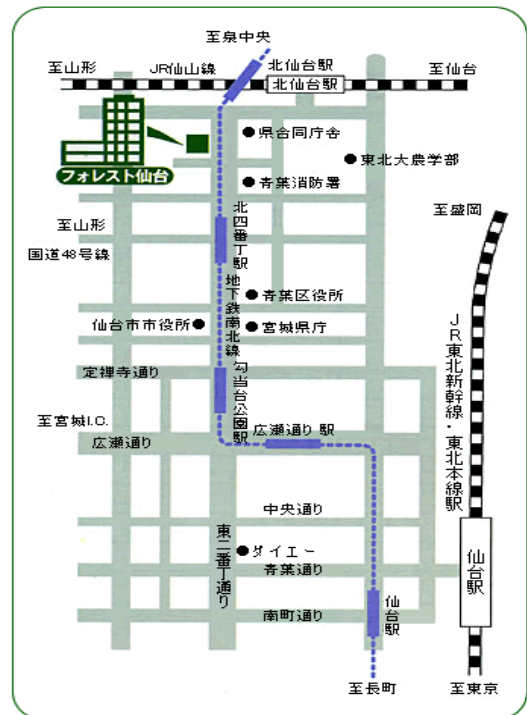 至泉中央
至山形
JR仙山線
北仙台駅
至仙台
北仙台駅
県合同庁舎
東北大農学部
フォレスト仙台
青葉消防署
至盛岡
至山形
国道48号線
北四番丁駅
地下鉄南北線
青葉区役所
仙台市市役所
宮城県庁
JR東北新幹線・東北本線駅
定禅寺通り
勾当台公園駅
至宮城I.C.
広瀬通り
広瀬通り駅
中央通り
東二番丁通り
ダイエー
青葉通り
仙台駅
南町通り
仙台駅
至長町
至東京